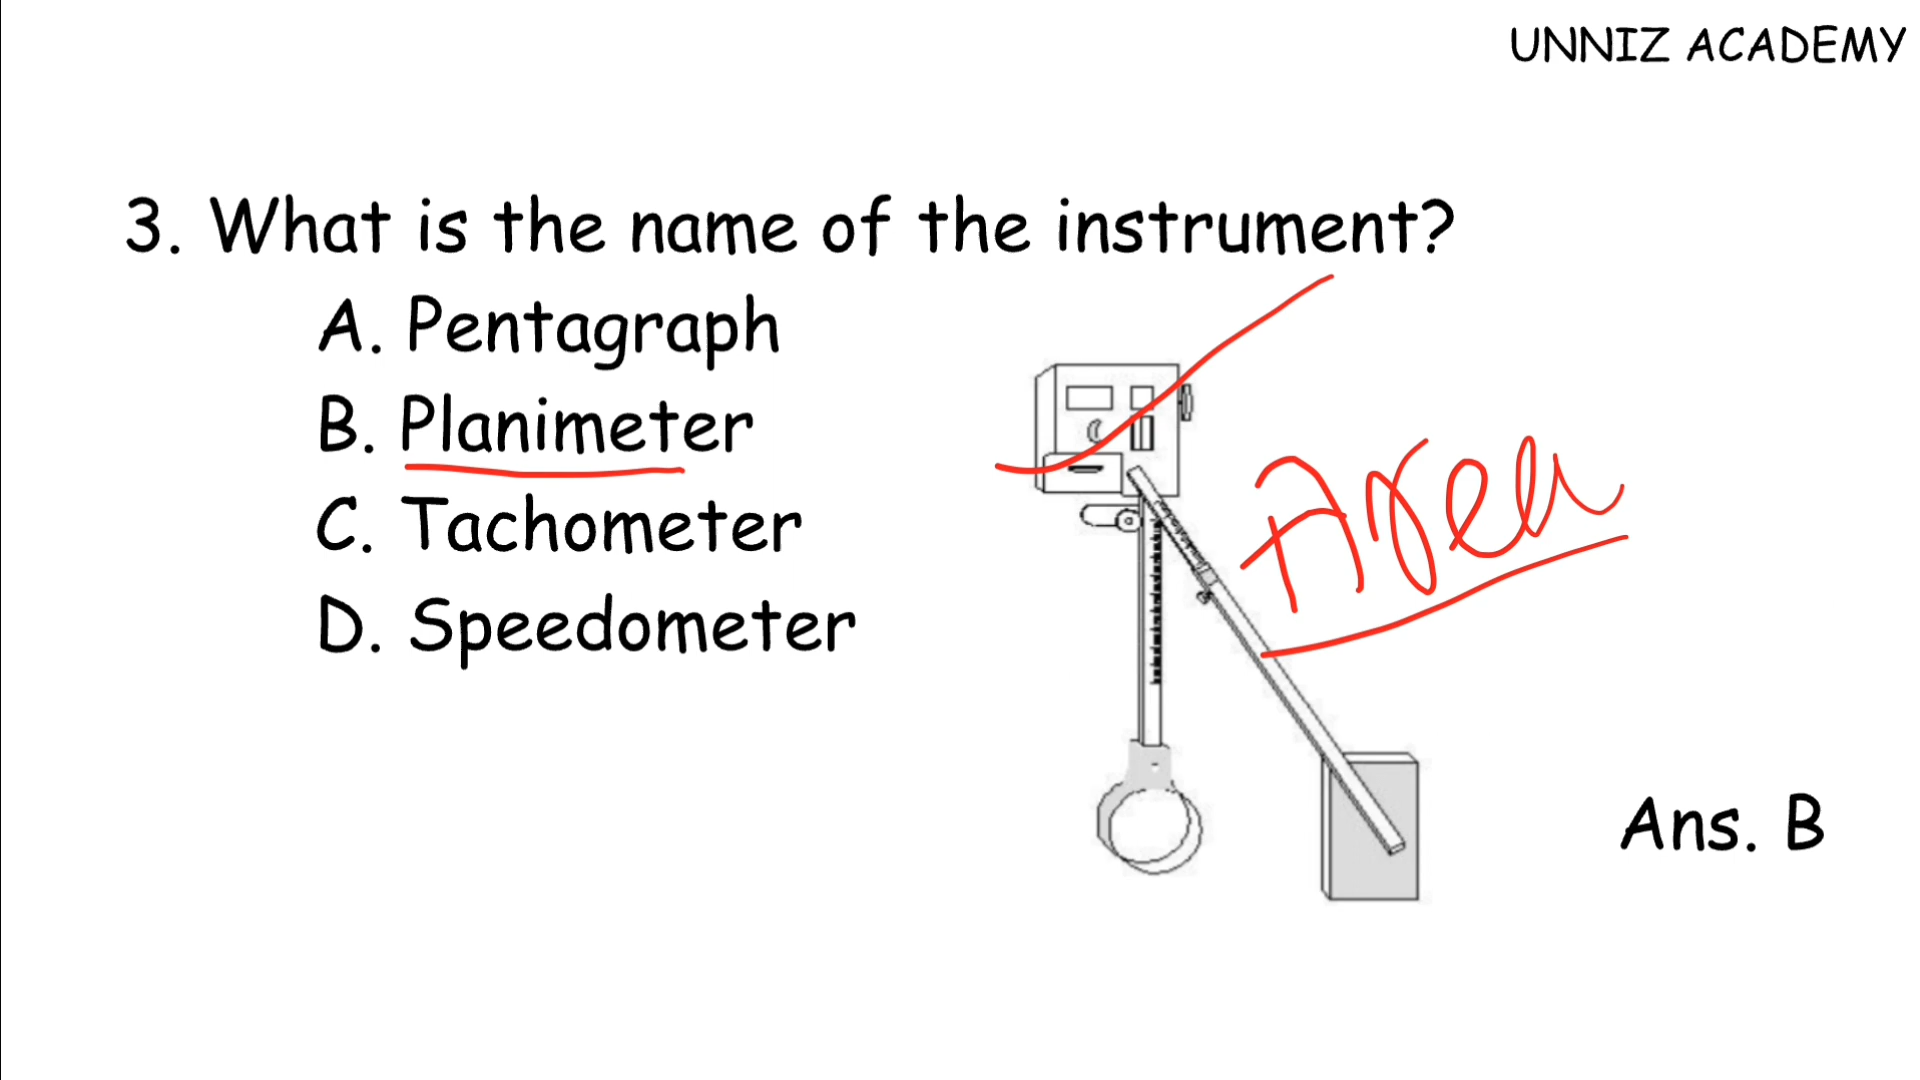 UNNIZ ACADEMY
3. What is the name of the instrument?
A. Pentagraph
B. Planimeter
C. Tachometer
D. Speedometer
Area
Ans. B